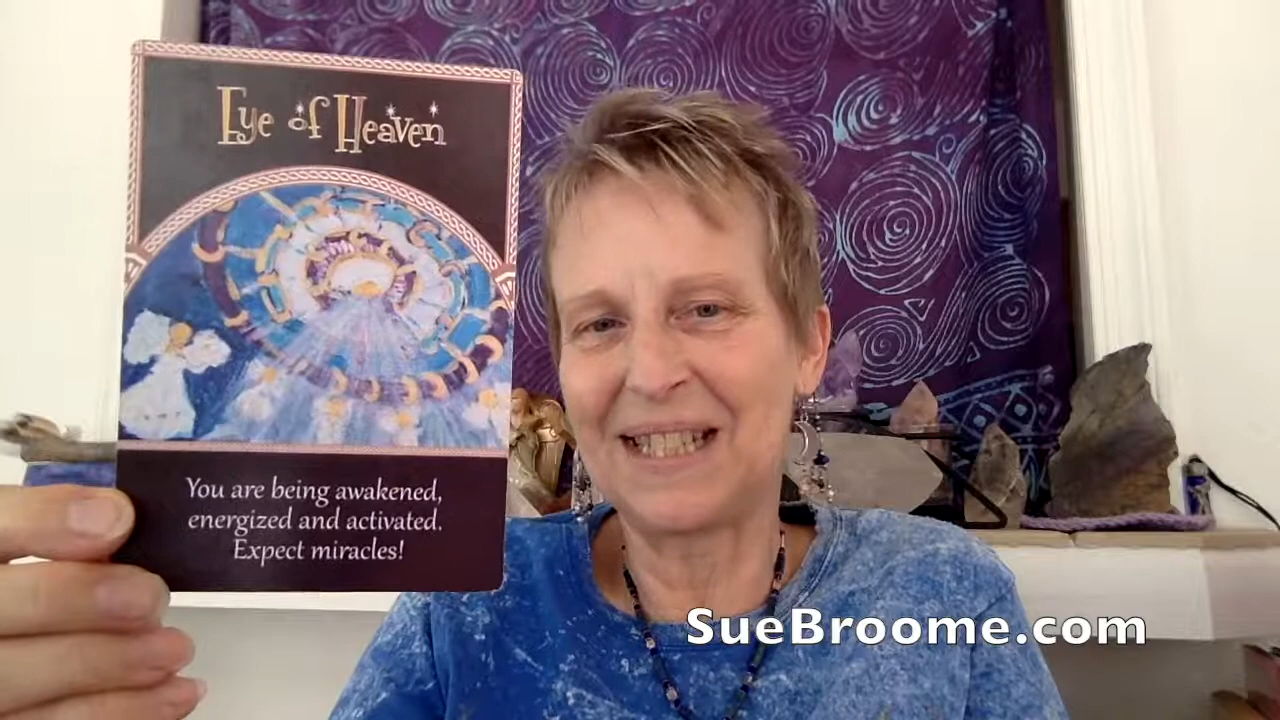 Eye of Heaven
You are being awakened,
energized and activated.
Expect miracles!
SueBroome.com